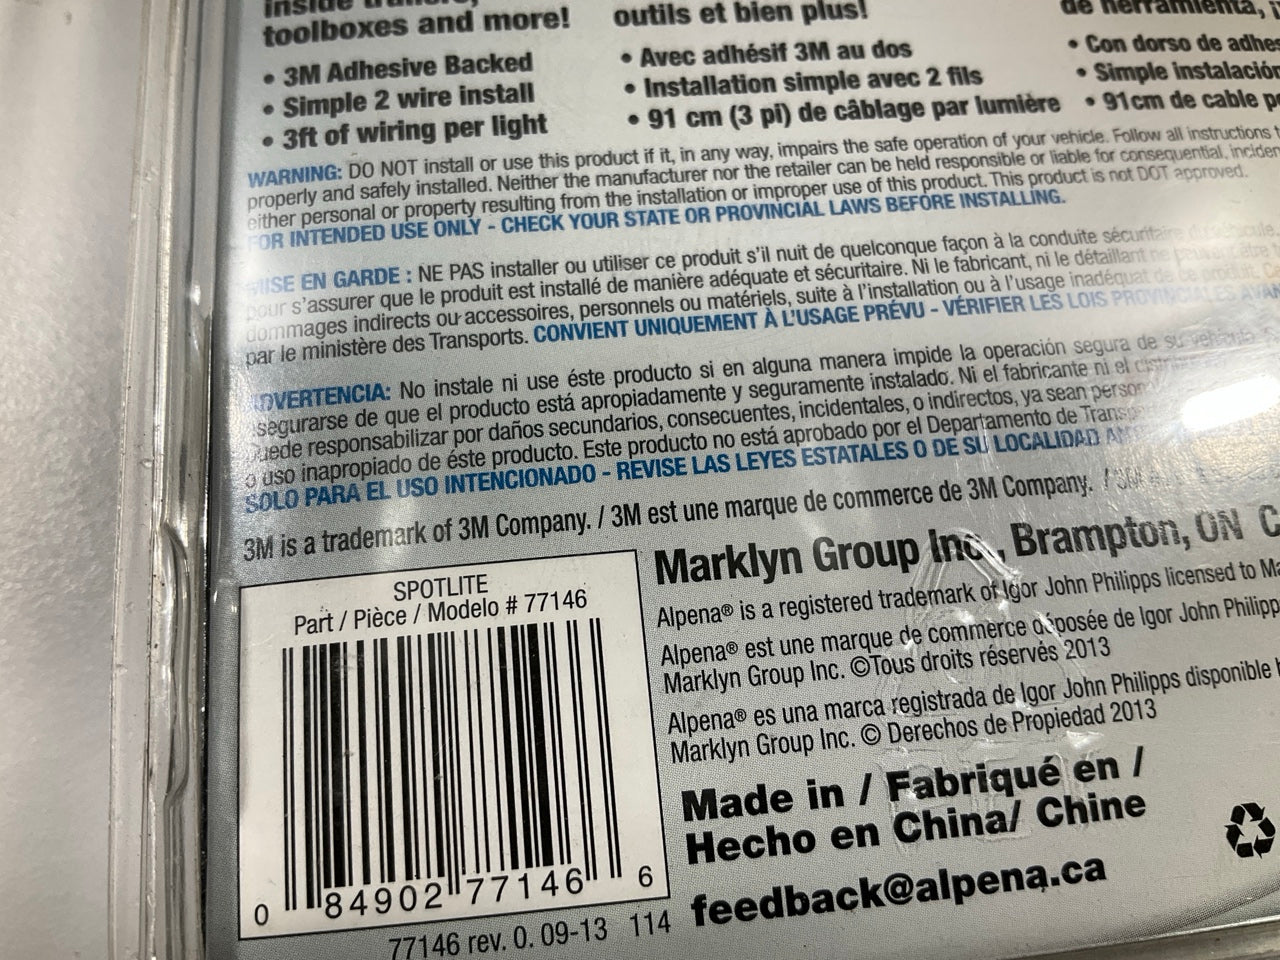 toolboxes and more!
• 3M Adhesive Backed
• Simple 2 wire install
• 3ft of wiring per light
outils et bien plus!
• Avec adhésif 3M au dos
• Installation simple avec 2 fils
• 91 cm (3 pi) de câblage par lumière
de herramienta,
• Con dorso de
• Simple instalación
• 91cm de cable
WARNING: DO NOT install or use this product if it, in any way, impairs the safe operation of your vehicle. Follow all instructions
properly and safely installed. Neither the manufacturer nor the retailer can be held responsible or liable for consequential,
either personal or property resulting from the installation or improper use of this product. This product is not DOT approved.
FOR INTENDED USE ONLY - CHECK YOUR STATE OR PROVINCIAL LAWS BEFORE INSTALLING.
MISE EN GARDE : NE PAS installer ou utiliser ce produit s'il nuit de quelconque façon à la conduite sécuritaire
pour s'assurer que le produit est installé de manière adéquate et sécuritaire. Ni le fabricant, ni le détaillant ne peuvent être
dommages indirects ou accessoires, personnels ou matériels, suite à l'installation ou à l'usage inadéquat de ce produit.
par le ministère des Transports. CONVIENT UNIQUEMENT À L'USAGE PRÉVU - VÉRIFIER LES LOIS PROVINCIALES
ADVERTENCIA: No instale ni use éste producto si en alguna manera impide la operación segura de su vehículo
segurarse de que el producto está apropiadamente y seguramente instalado. Ni el fabricante ni el
uede responsabilizar por daños secundarios, consecuentes, incidentales, o indirectos, ya sean
o uso inapropiado de éste producto. Este producto no está aprobado por el Departamento de
SOLO PARA EL USO INTENCIONADO - REVISE LAS LEYES ESTATALES O DE SU LOCALIDAD
3M is a trademark of 3M Company. / 3M est une marque de commerce de 3M Company. /
SPOTLITE
Part / Pièce / Modelo # 77146
0 84902 77146 6
77146 rev. 0. 09-13 114
Marklyn Group Inc., Brampton, ON
Alpena® is a registered trademark of Igor John Philipps licensed to
Alpena® est une marque de commerce déposée de Igor John Philipp
Marklyn Group Inc. ©Tous droits réservés 2013
Alpena® es una marca registrada de Igor John Philipps disponible
Marklyn Group Inc. © Derechos de Propiedad 2013
Made in / Fabriqué en /
Hecho en China/ Chine
feedback@alpena.ca